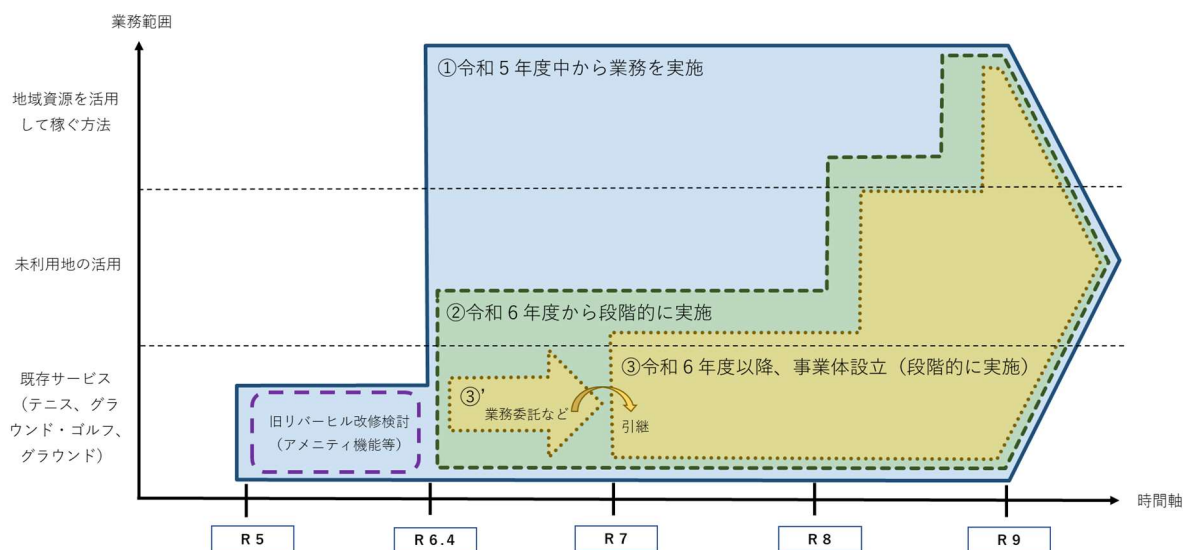 業務範囲
①令和5年度中から業務を実施
地域資源を活用
して稼ぐ方法
未利用地の活用
②令和6年度から段階的に実施
③令和6年度以降、事業体設立（段階的に実施）
既存サービス
（テニス、グラ
ウンド・ゴルフ、
グラウンド）
旧リバーヒル改修検討
（アメニティ機能等）
③’
業務委託など
引継
時間軸
R5
R6.4
R7
R8
R9